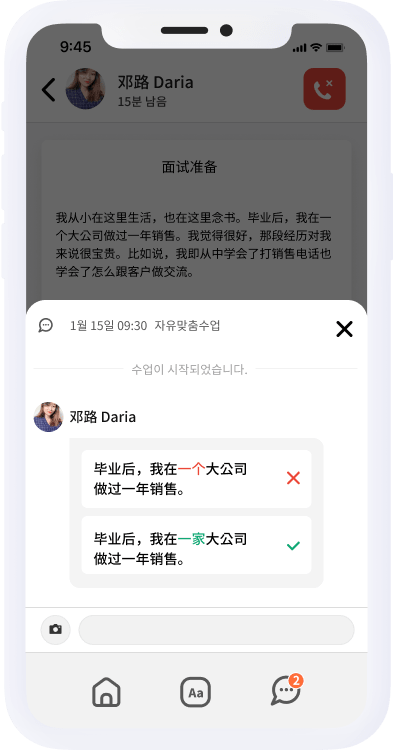 9:45
邓路 Daria
15분 남음
面试准备
我从小在这里生活，也在这里念书。毕业后，我在一
个大公司做过一年销售。我觉得很好，那段经历对我
来说很宝贵。比如说，我即从中学会了打销售电话也
学会了怎么跟客户做交流。
1월 15일 09:30 자유맞춤수업
수업이 시작되었습니다.
邓路 Daria
毕业后，我在一个大公司
做过一年销售。
毕业后，我在一家大公司
做过一年销售。
Aa
2